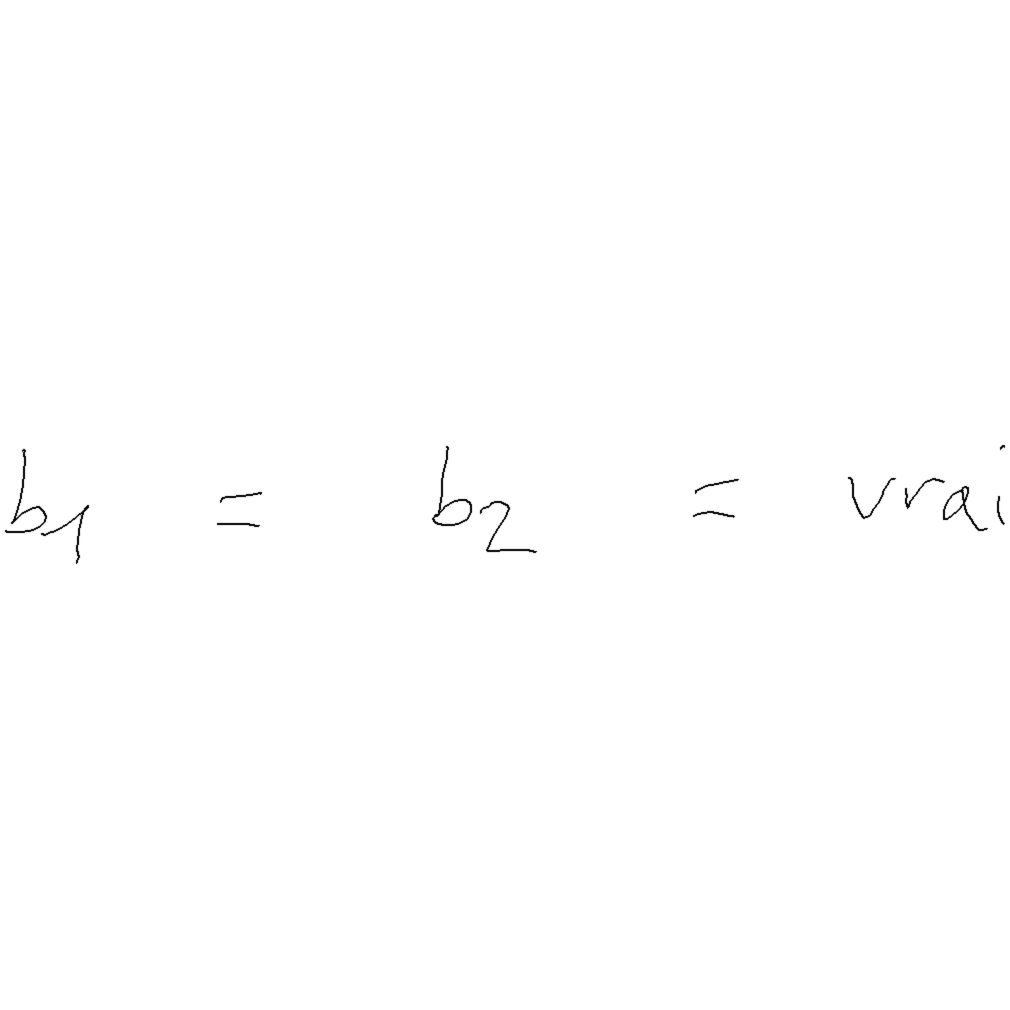 b₁ = b₂ = vrai